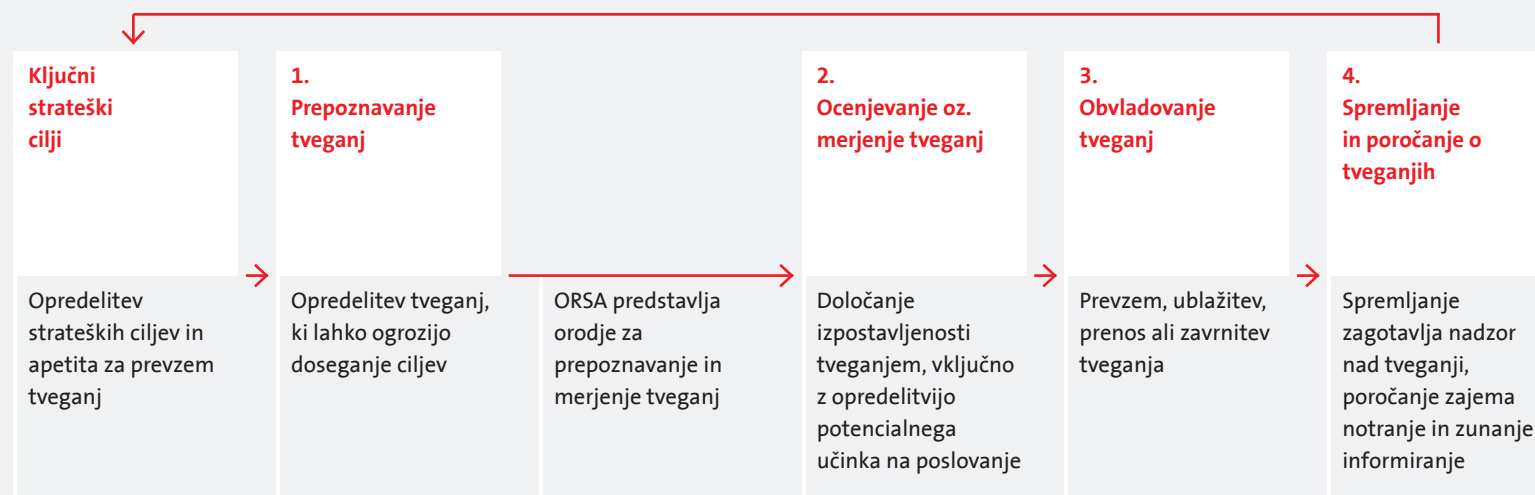 Ključni
strateški
cilji
Opredelitev
strateških ciljev in
apetita za prevzem
tveganj
1.
Prepoznavanje
tveganj
Opredelitev tveganj,
ki lahko ogrozijo
doseganje ciljev
ORSA predstavlja
orodje za
prepoznavanje in
merjenje tveganj
2.
Ocenjevanje oz.
merjenje tveganj
Določanje
izpostavljenosti
tveganjem, vključno
z opredelitvijo
potencialnega
učinka na poslovanje
3.
Obvladovanje
tveganj
Prevzem, ublažitev,
prenos ali zavrnitev
tveganja
4.
Spremljanje
in poročanje o
tveganjih
Spremljanje
zagotavlja nadzor
nad tveganji,
poročanje zajema
notranje in zunanje
informiranje